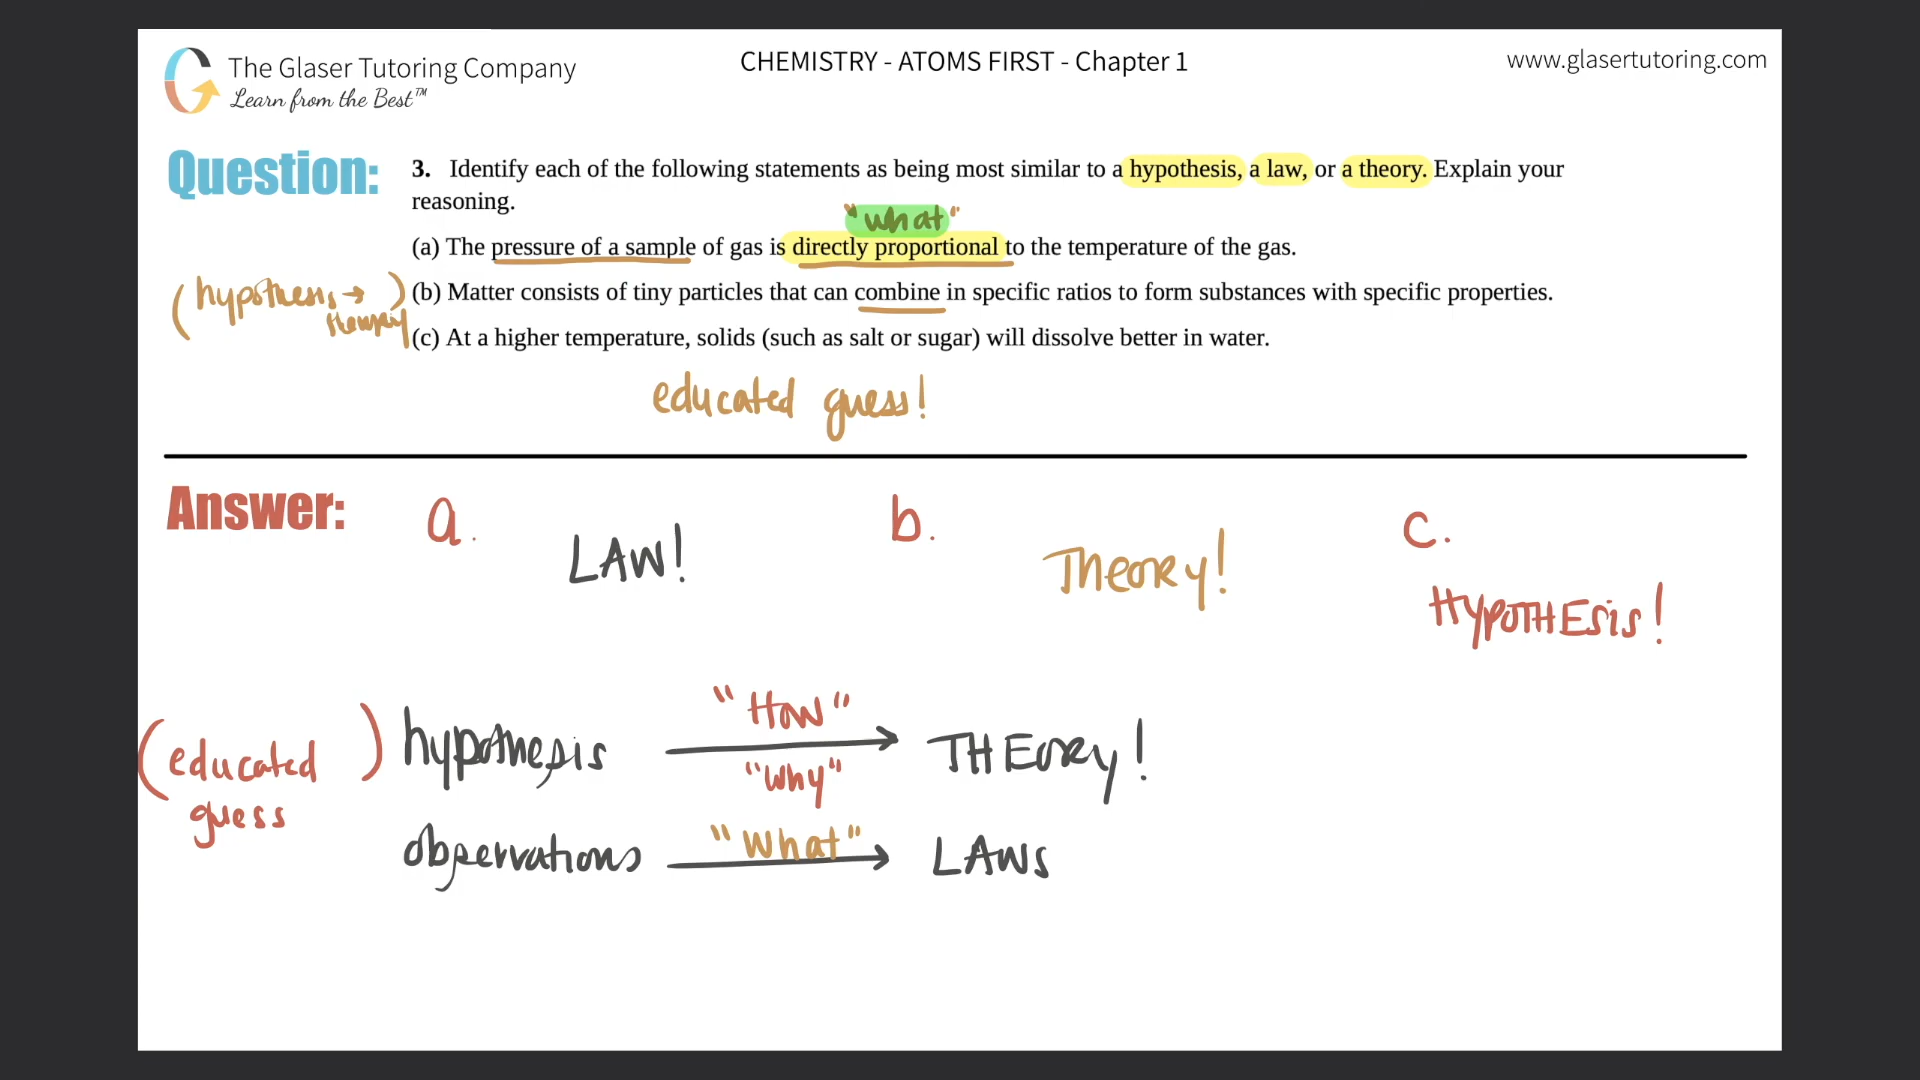 The Glaser Tutoring Company
Learn from the Best™
CHEMISTRY - ATOMS FIRST - Chapter 1
www.glasertutoring.com
Question:
3. Identify each of the following statements as being most similar to a hypothesis, a law, or a theory. Explain your
reasoning.
"what"
(a) The pressure of a sample of gas is directly proportional to the temperature of the gas.
(hypothesis → theory)
(b) Matter consists of tiny particles that can combine in specific ratios to form substances with specific properties.
(c) At a higher temperature, solids (such as salt or sugar) will dissolve better in water.
educated guess!
Answer:
a.
LAW!
b.
THEORY!
c.
HYPOTHESIS!
(educated guess)
hypothesis
"How"
"Why"
THEORY!
observations
"What"
LAWS